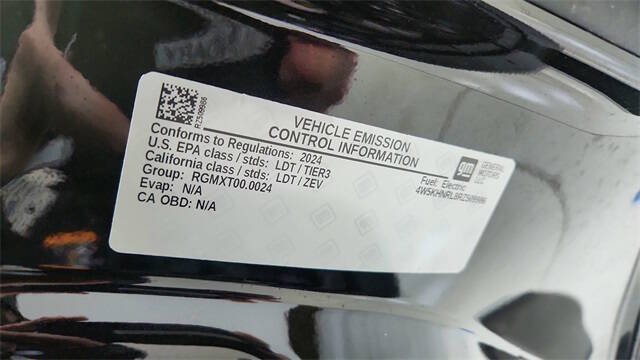 RZ509986
VEHICLE EMISSION
CONTROL INFORMATION
Conforms to Regulations: 2024
U.S. EPA class / stds: LDT / TIER3
California class / stds: LDT / ZEV
Group: RGMXT00.0024
Evap: N/A
CA OBD: N/A
gm
GENERAL
MOTORS
LLC
Fuel: Electric